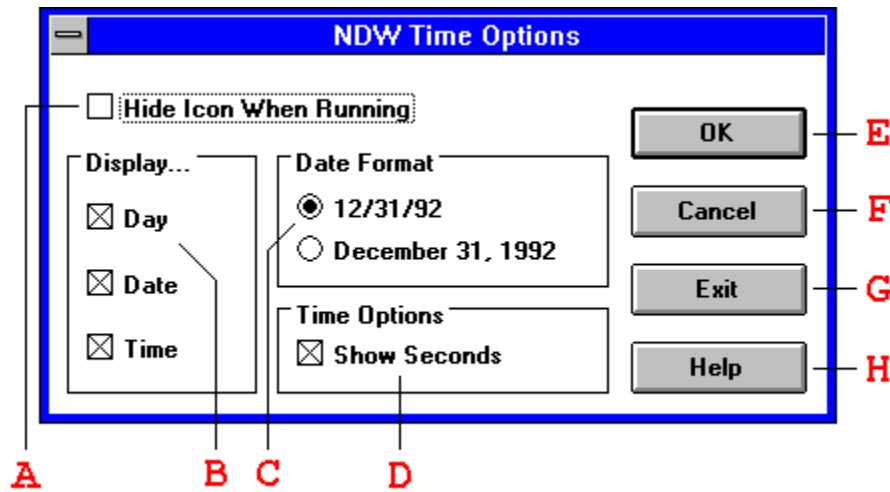 NDW Time Options
Hide Icon When Running
Display...
Day
Date
Time
Date Format
12/31/92
December 31, 1992
Time Options
Show Seconds
OK
Cancel
Exit
Help
E
F
G
H
A
B
C
D